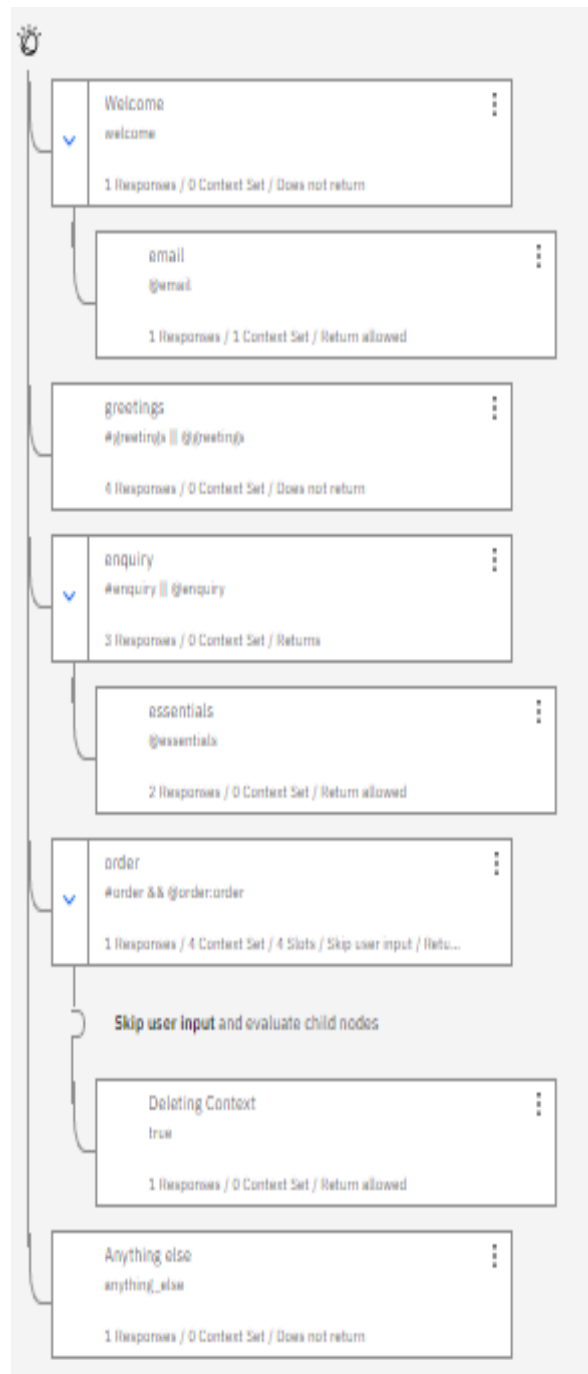 Welcome
welcome
1 Responses / 0 Context Set / Does not return
email
@email
1 Responses / 1 Context Set / Return allowed
greetings
#greetings || @greetings
4 Responses / 0 Context Set / Does not return
enquiry
#enquiry || @enquiry
3 Responses / 0 Context Set / Returns
essentials
@essentials
2 Responses / 0 Context Set / Return allowed
order
#order && @order:order
1 Responses / 4 Context Set / 4 Slots / Skip user input / Retu...
Skip user input and evaluate child nodes
Deleting Context
true
1 Responses / 0 Context Set / Return allowed
Anything else
anything_else
1 Responses / 0 Context Set / Does not return